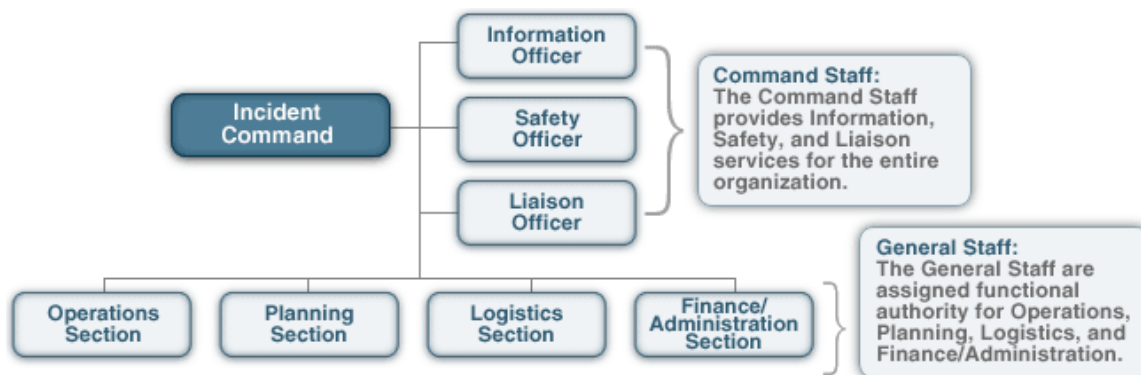 Information
Officer
Incident
Command
Safety
Officer
Liaison
Officer
Command Staff:
The Command Staff
provides Information,
Safety, and Liaison
services for the entire
organization.
Operations
Section
Planning
Section
Logistics
Section
Finance/
Administration
Section
General Staff:
The General Staff are
assigned functional
authority for Operations,
Planning, Logistics, and
Finance/Administration.